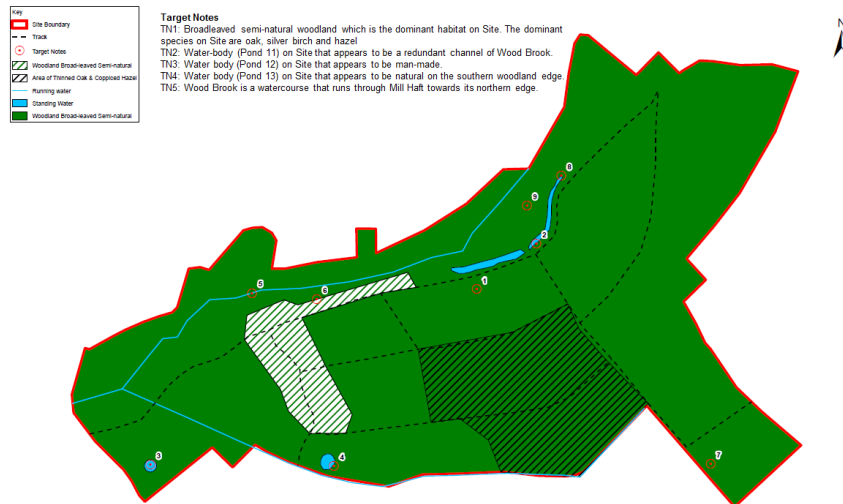 Key
Site Boundary
Track
Target Notes
Woodland Broad-leaved Semi-natural
Area of Thinned Oak & Coppiced Hazel
Running water
Standing Water
Woodland Broad-leaved Semi-natural
Target Notes
TN1: Broadleaved semi-natural woodland which is the dominant habitat on Site. The dominant
species on Site are oak, silver birch and hazel
TN2: Water-body (Pond 11) on Site that appears to be a redundant channel of Wood Brook.
TN3: Water body (Pond 12) on Site that appears to be man-made.
TN4: Water body (Pond 13) on Site that appears to be natural on the southern woodland edge.
TN5: Wood Brook is a watercourse that runs through Mill Haft towards its northern edge.
N
8
9
2
1
5
6
3
4
7